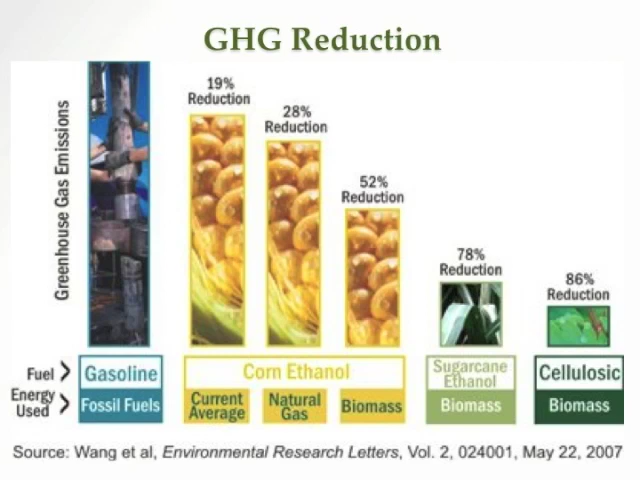 GHG Reduction
Greenhouse Gas Emissions
19%
Reduction
28%
Reduction
52%
Reduction
78%
Reduction
86%
Reduction
Fuel >
Gasoline
Corn Ethanol
Sugarcane
Ethanol
Cellulosic
Energy
Used >
Fossil Fuels
Current
Average
Natural
Gas
Biomass
Biomass
Biomass
Source: Wang et al, Environmental Research Letters, Vol. 2, 024001, May 22, 2007